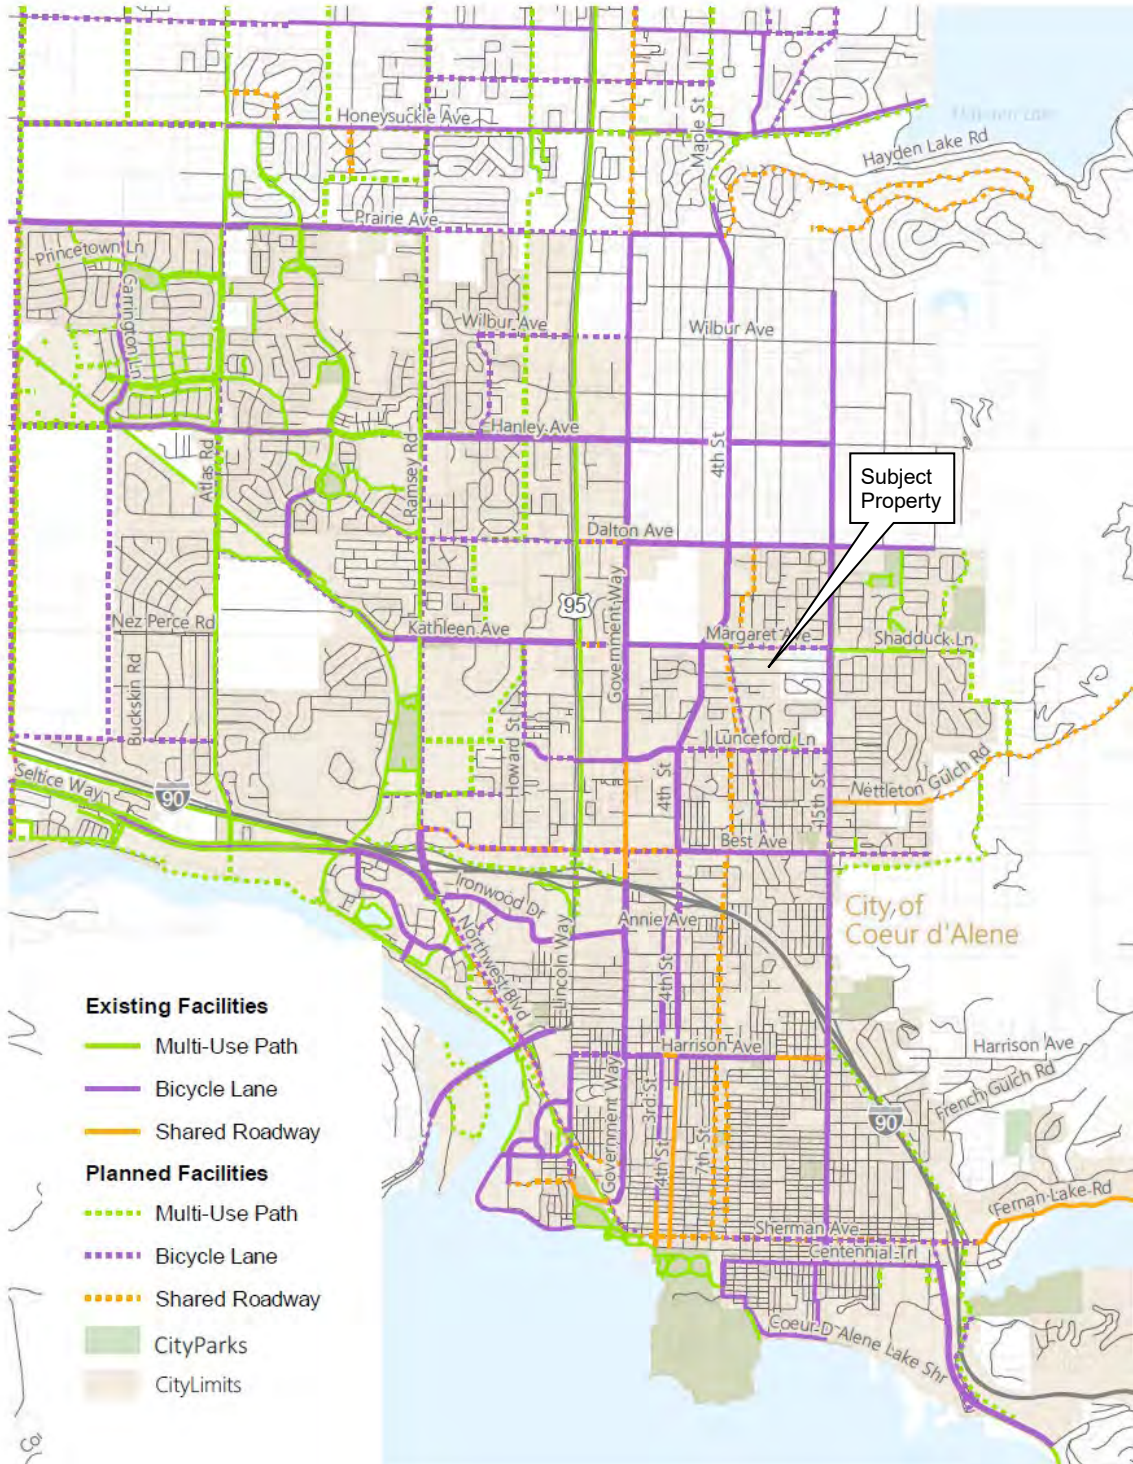 Honeysuckle Ave
Maple St
Hayden Lake
Hayden Lake Rd
Prairie Ave
Princetown Ln
Carrington Ln
Wilbur Ave
Wilbur Ave
Hanley Ave
4th St
Atlas Rd
Ramsey Rd
Subject
Property
Dalton Ave
95
Government Way
Nez Perce Rd
Kathleen Ave
Margaret Ave
Shadduck Ln
Buckskin Rd
Howard St
Lunceford Ln
4th St
15th St
Nettleton Gulch Rd
Seltice Way
90
Best Ave
Ironwood Dr
Annie Ave
City of
Coeur d'Alene
Northwest Blvd
Lincoln Way
4th St
Existing Facilities
Multi-Use Path
Bicycle Lane
Shared Roadway
Planned Facilities
Multi-Use Path
Bicycle Lane
Shared Roadway
CityParks
CityLimits
Harrison Ave
Harrison Ave
French Gulch Rd
90
Government Way
3rd St
4th St
7th St
Fernan Lake Rd
Sherman Ave
Centennial Trl
Coeur D Alene Lake Shr